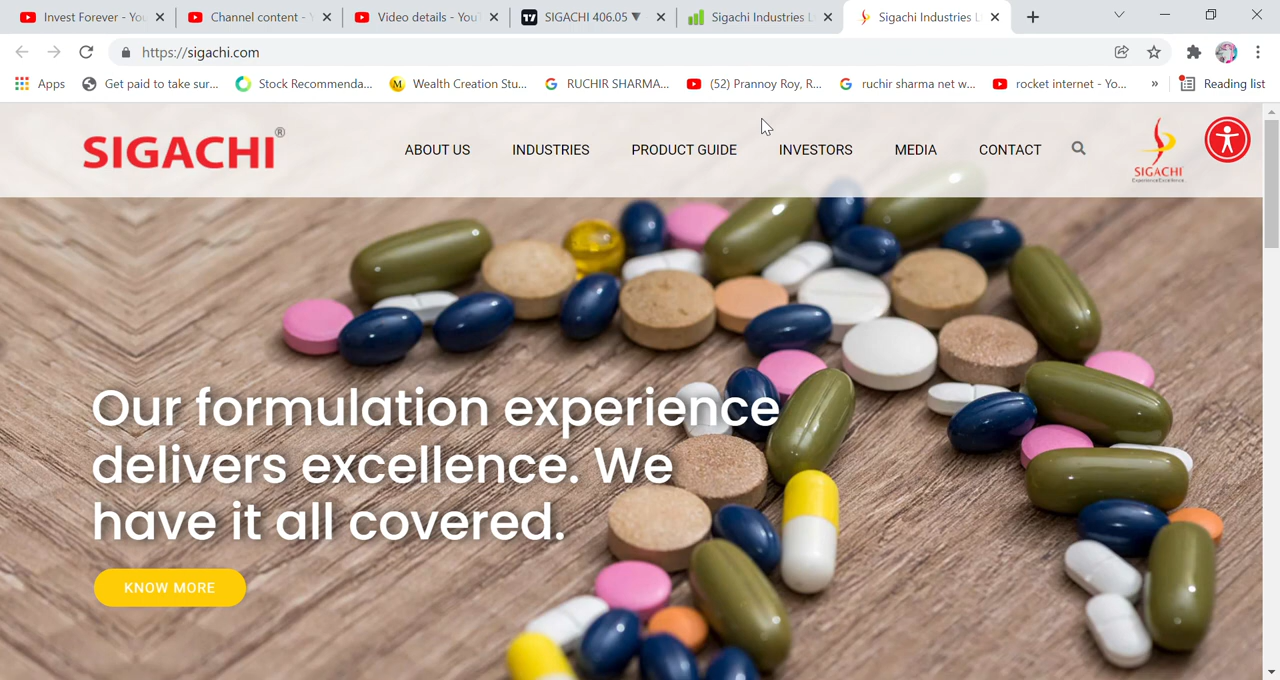 Invest Forever - You
Channel content - Y
Video details - YouT
SIGACHI 406.05 ▼
Sigachi Industries L
Sigachi Industries L
https://sigachi.com
Apps
Get paid to take sur...
Stock Recommenda...
Wealth Creation Stu...
RUCHIR SHARMA...
(52) Prannoy Roy, R...
ruchir sharma net w...
rocket internet - Yo...
»
Reading list
SIGACHI®
ABOUT US
INDUSTRIES
PRODUCT GUIDE
INVESTORS
MEDIA
CONTACT
SIGACHI
Our formulation experience
delivers excellence. We
have it all covered.
KNOW MORE